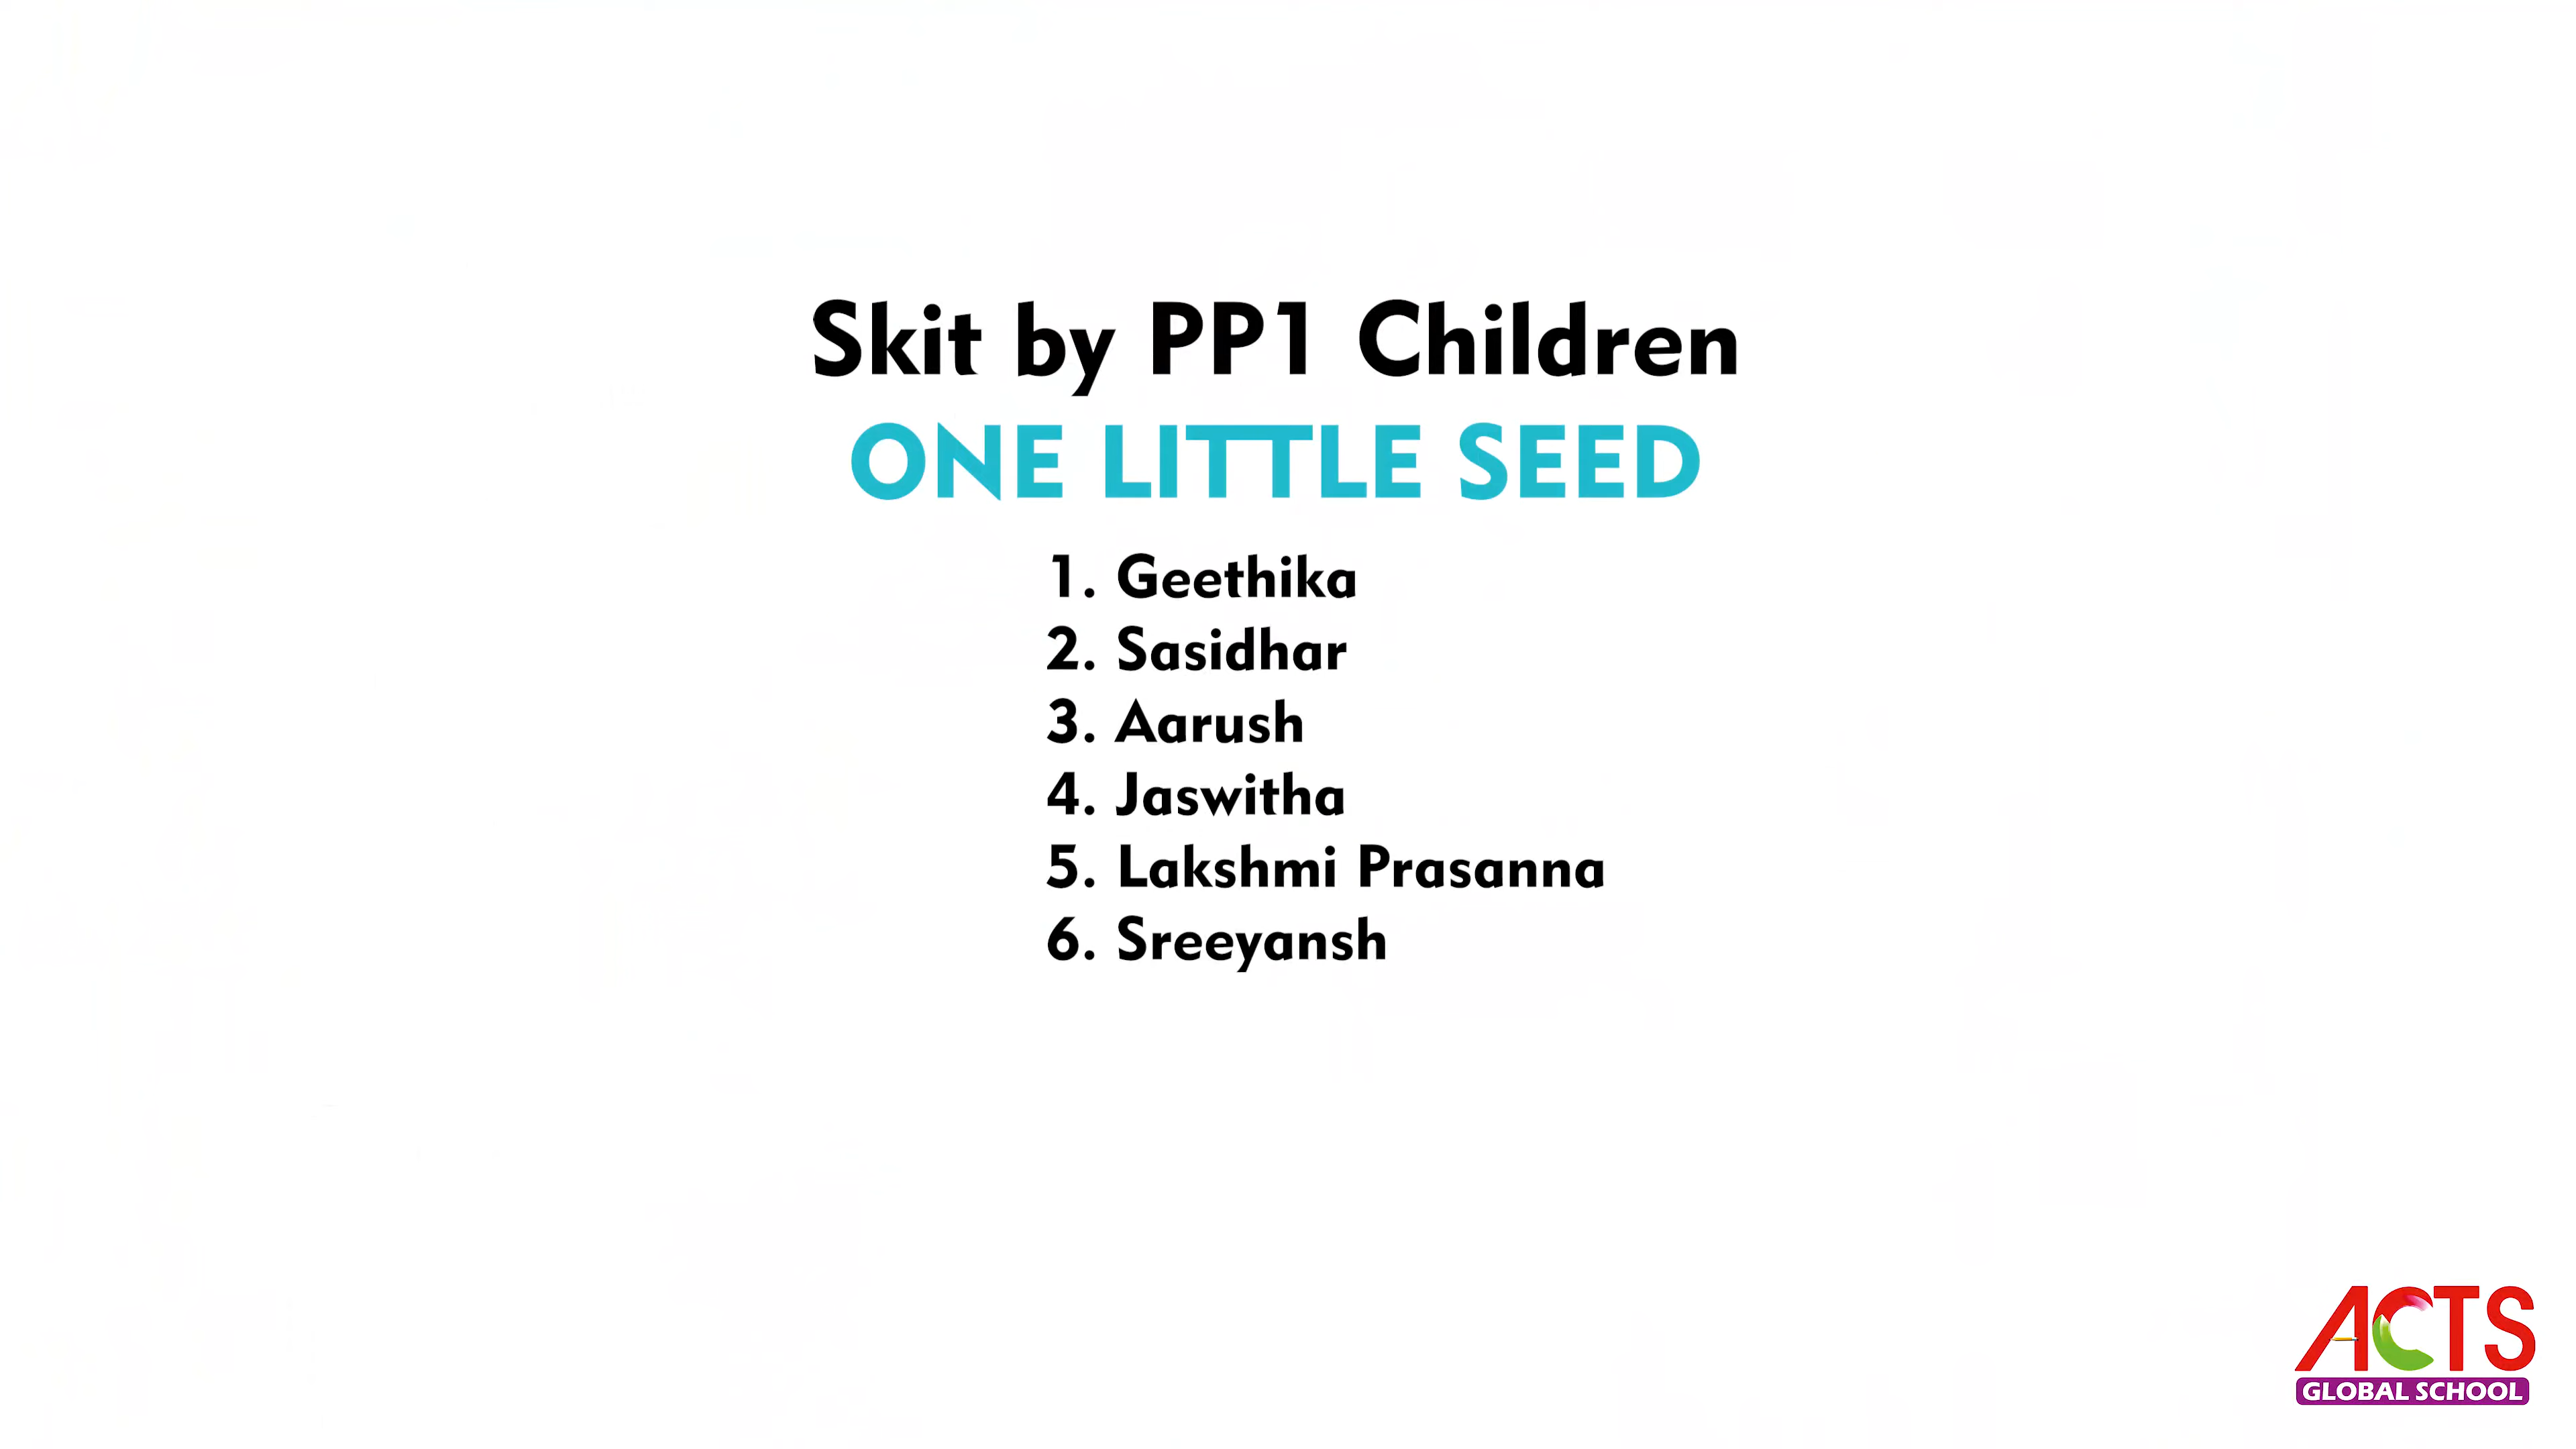 Skit by PP1 Children
ONE LITTLE SEED
1. Geethika
2. Sasidhar
3. Aarush
4. Jaswitha
5. Lakshmi Prasanna
6. Sreeyansh
ACTS
GLOBAL SCHOOL